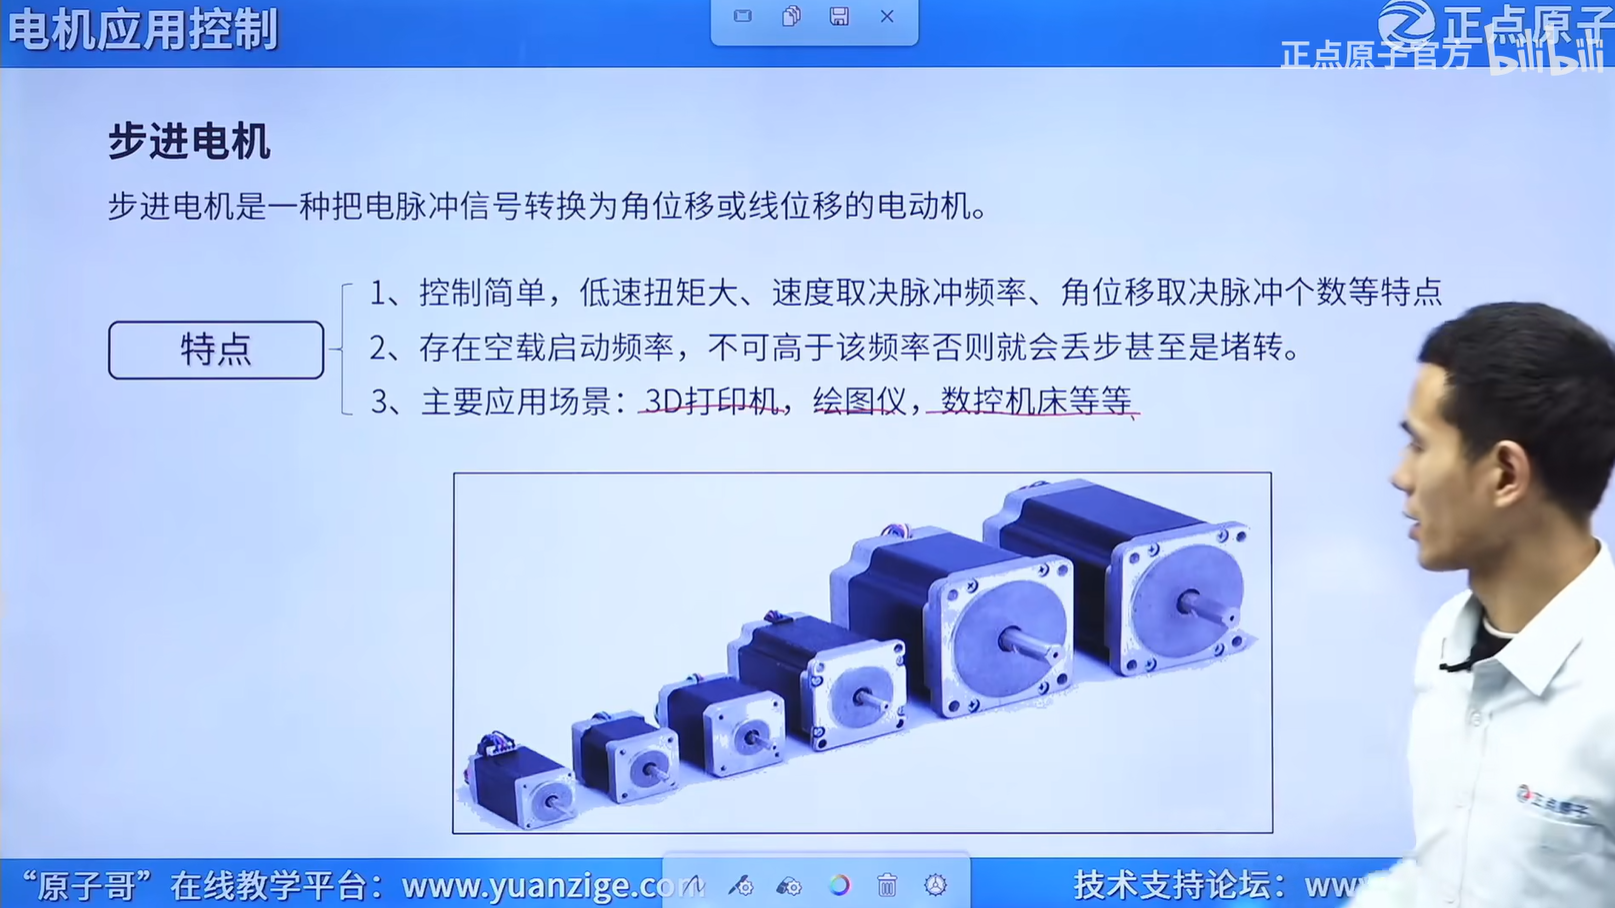 电机应用控制
正点原子
正点原子官方 bilibili
步进电机
步进电机是一种把电脉冲信号转换为角位移或线位移的电动机。
特点
1、控制简单，低速扭矩大、速度取决脉冲频率、角位移取决脉冲个数等特点
2、存在空载启动频率，不可高于该频率否则就会丢步甚至是堵转。
3、主要应用场景：3D打印机，绘图仪，数控机床等等
正点原子
“原子哥”在线教学平台：www.yuanzige.com
技术支持论坛：www